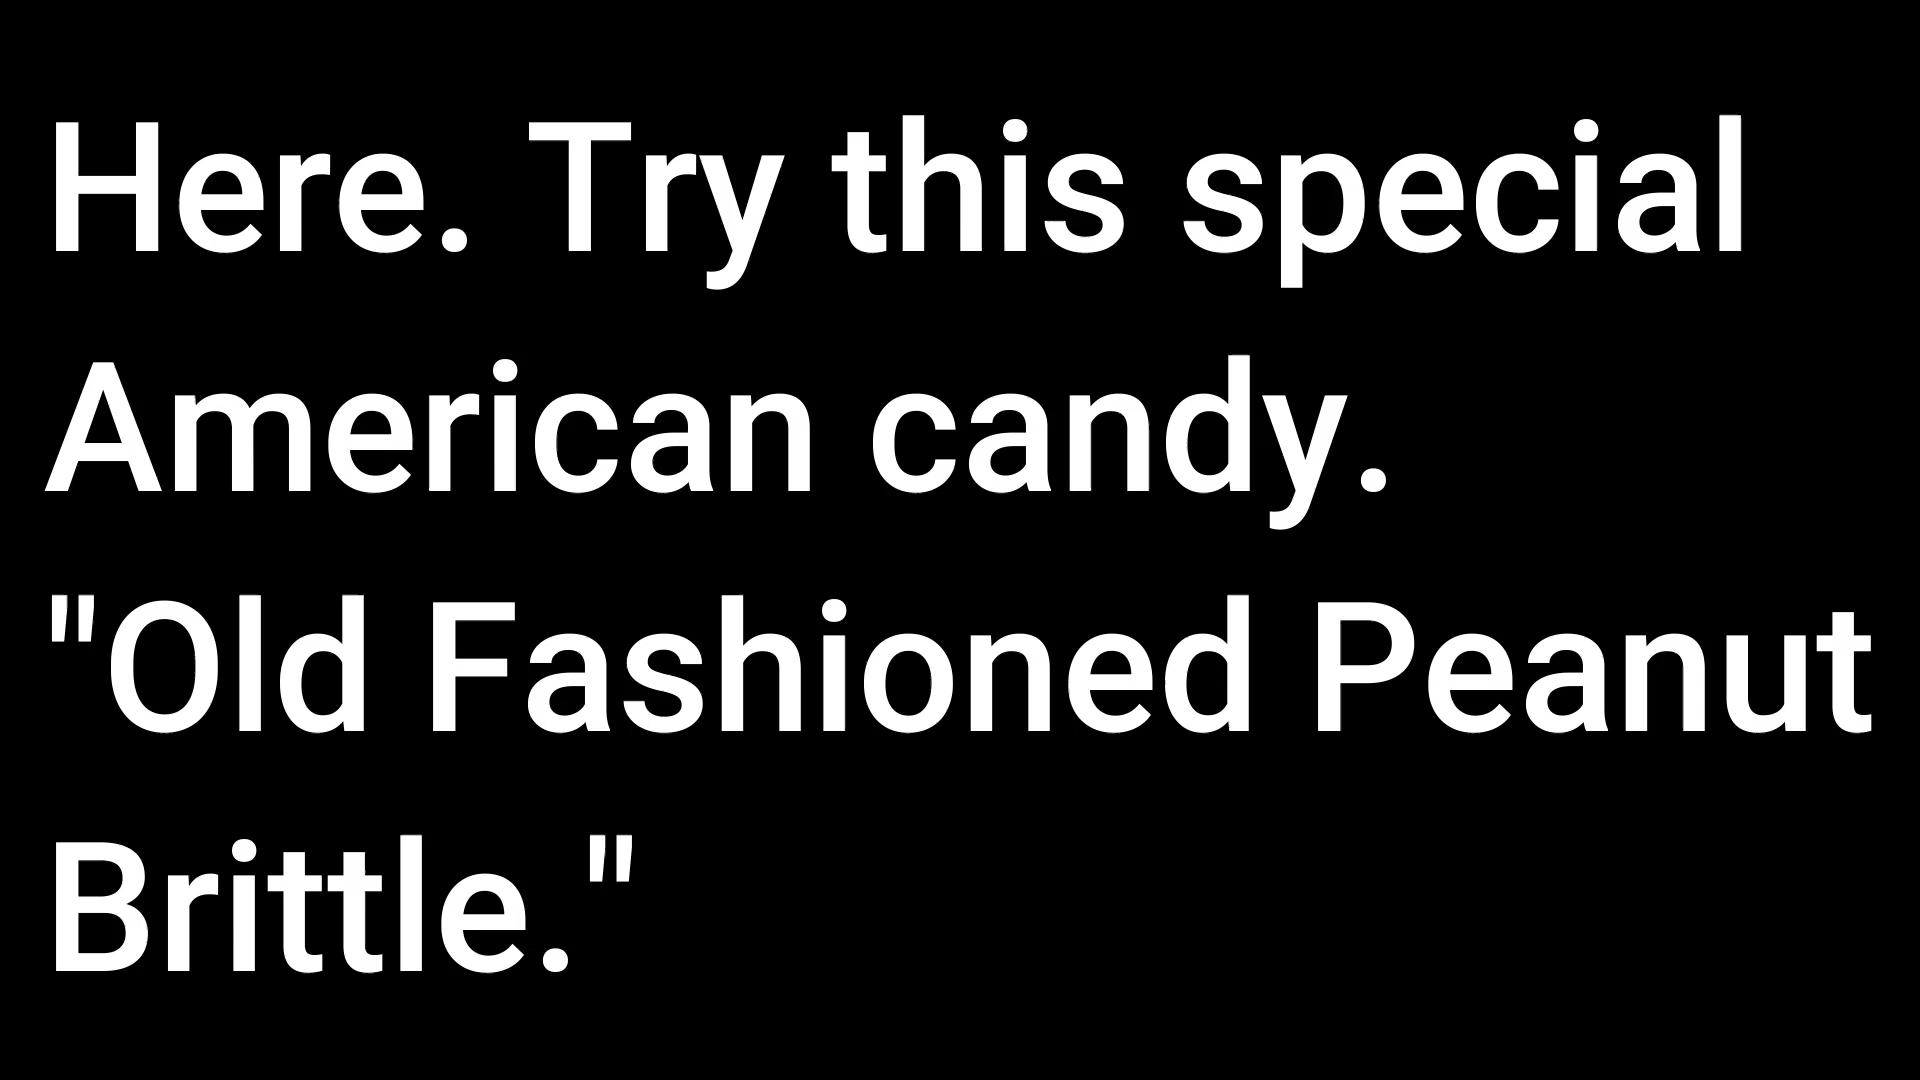 Here. Try this special
American candy.
"Old Fashioned Peanut
Brittle."